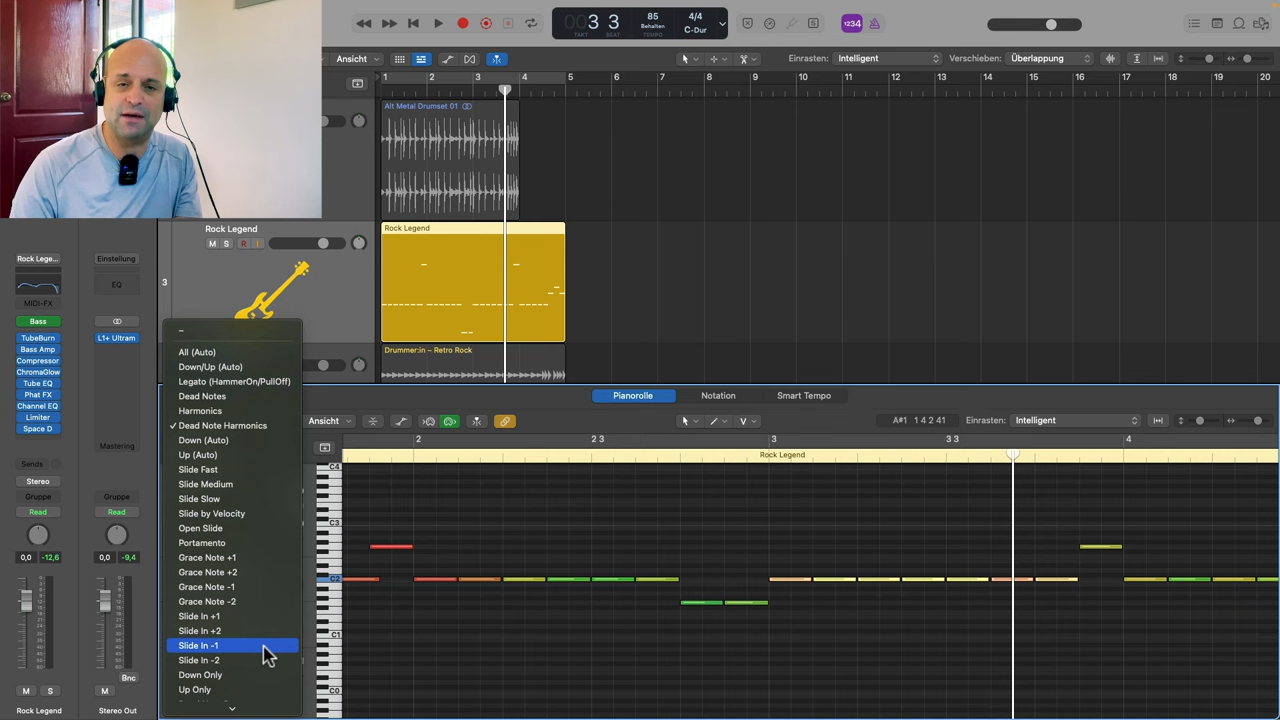 3 3
TAKT
BEAT
85
Behalten
TEMPO
4/4
C-Dur
1234
Ansicht
Einrasten:
Intelligent
Verschieben:
Überlappung
1 2 3 4 5 6 7 8 9 10 11 12 13 14 15 16 17 18 19 20
Alt Metal Drumset 01
Rock Legend
M S R I
3
Rock Legend
Drummer:in – Retro Rock
Rock Lege...
Einstellung
EQ
MIDI-FX
Bass
TubeBurn
Bass Amp
Compressor
ChromaGlow
Tube EQ
Phat FX
Channel EQ
Limiter
Space D
L1+ Ultram
Mastering
Sends
Stereo
Gruppe
Gruppe
Read
Read
0,0
-12,6
0,0
-9,4
Bnc
M
S
M
Rock Legend
Stereo Out
–
All (Auto)
Down/Up (Auto)
Legato (HammerOn/PullOff)
Dead Notes
Harmonics
✓ Dead Note Harmonics
Down (Auto)
Up (Auto)
Slide Fast
Slide Medium
Slide Slow
Slide by Velocity
Open Slide
Portamento
Grace Note +1
Grace Note +2
Grace Note -1
Grace Note -2
Slide In +1
Slide In +2
Slide In -1
Slide In -2
Down Only
Up Only
Pianorolle
Notation
Smart Tempo
Ansicht
A#1 1 4 2 41
Einrasten:
Intelligent
2
2 3
3
3 3
4
Rock Legend
C4
C3
C2
C1
C0